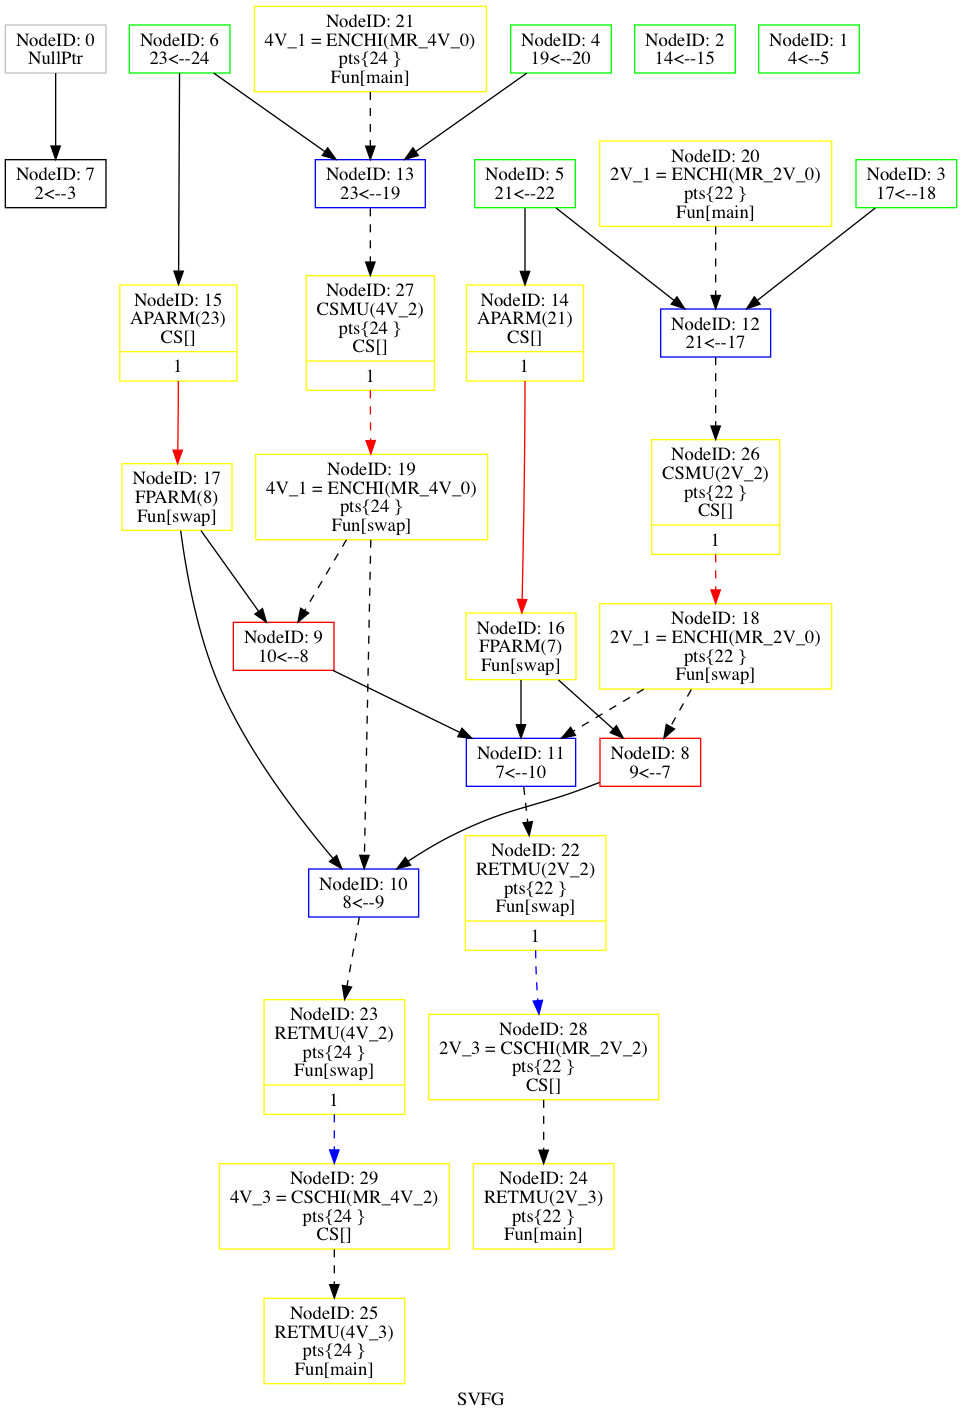 NodeID: 0
NullPtr
NodeID: 6
23<--24
NodeID: 21
4V_1 = ENCHI(MR_4V_0)
pts{24 }
Fun[main]
NodeID: 4
19<--20
NodeID: 2
14<--15
NodeID: 1
4<--5
NodeID: 7
2<--3
NodeID: 13
23<--19
NodeID: 5
21<--22
NodeID: 20
2V_1 = ENCHI(MR_2V_0)
pts{22 }
Fun[main]
NodeID: 3
17<--18
NodeID: 15
APARM(23)
CS[]
1
NodeID: 27
CSMU(4V_2)
pts{24 }
CS[]
1
NodeID: 14
APARM(21)
CS[]
1
NodeID: 12
21<--17
NodeID: 17
FPARM(8)
Fun[swap]
NodeID: 19
4V_1 = ENCHI(MR_4V_0)
pts{24 }
Fun[swap]
NodeID: 26
CSMU(2V_2)
pts{22 }
CS[]
1
NodeID: 9
10<--8
NodeID: 16
FPARM(7)
Fun[swap]
NodeID: 18
2V_1 = ENCHI(MR_2V_0)
pts{22 }
Fun[swap]
NodeID: 11
7<--10
NodeID: 8
9<--7
NodeID: 10
8<--9
NodeID: 22
RETMU(2V_2)
pts{22 }
Fun[swap]
1
NodeID: 23
RETMU(4V_2)
pts{24 }
Fun[swap]
1
NodeID: 28
2V_3 = CSCHI(MR_2V_2)
pts{22 }
CS[]
NodeID: 29
4V_3 = CSCHI(MR_4V_2)
pts{24 }
CS[]
NodeID: 24
RETMU(2V_3)
pts{22 }
Fun[main]
NodeID: 25
RETMU(4V_3)
pts{24 }
Fun[main]
SVFG